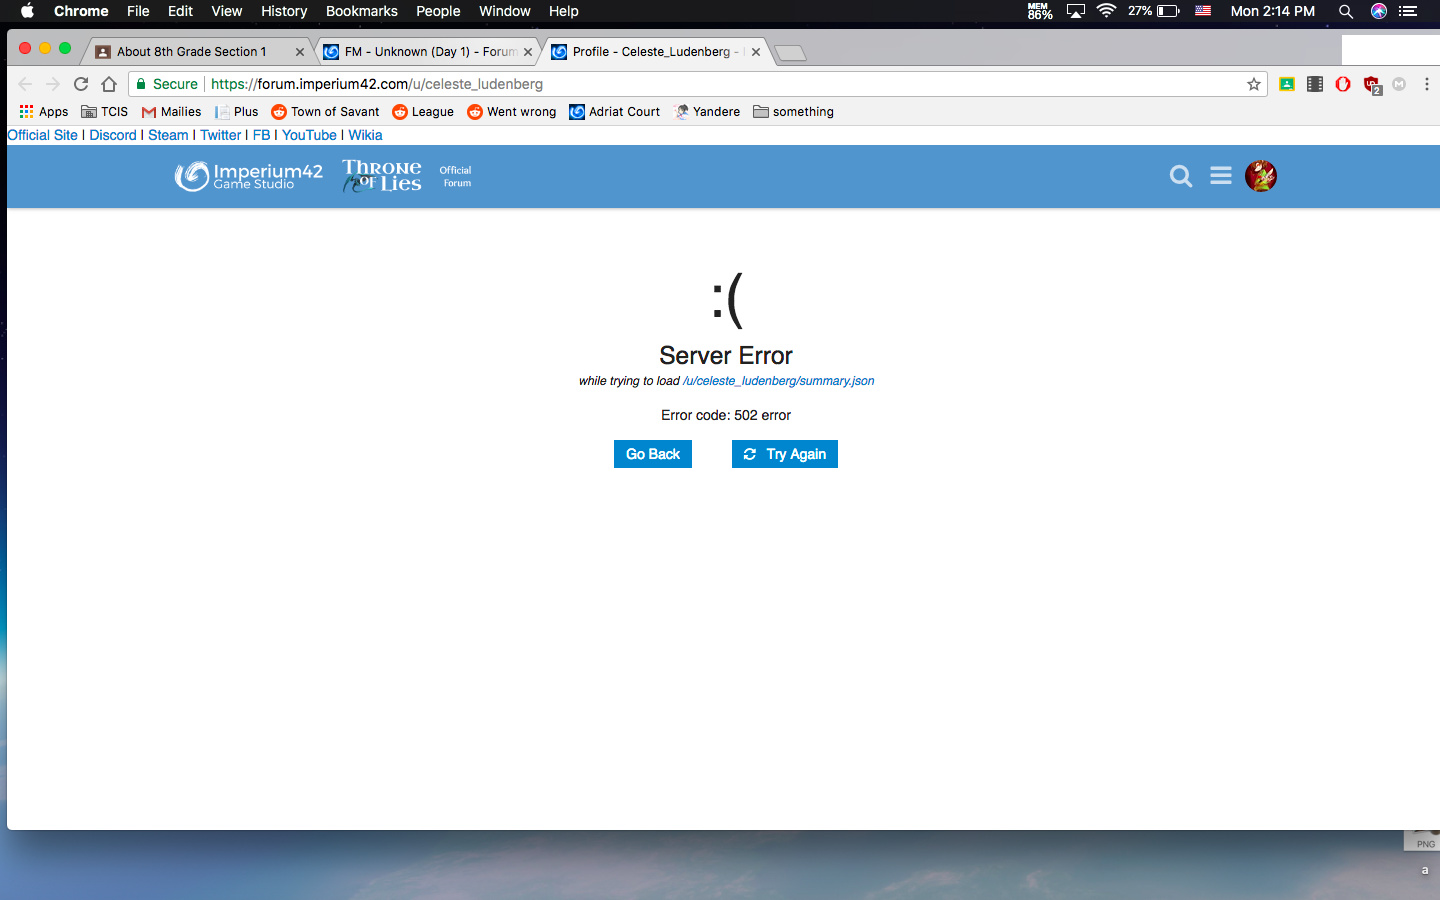 Chrome File Edit View History Bookmarks People Window Help MEM 86% 27% Mon 2:14 PM
About 8th Grade Section 1 FM - Unknown (Day 1) - Forum Profile - Celeste_Ludenberg -
Secure https://forum.imperium42.com/u/celeste_ludenberg
2
Apps TCIS Mailies Plus Town of Savant League Went wrong Adriat Court Yandere something
Official Site | Discord | Steam | Twitter | FB | YouTube | Wikia
Imperium42 Game Studio Throne of Lies Official Forum
:(
Server Error
while trying to load /u/celeste_ludenberg/summary.json
Error code: 502 error
Go Back Try Again
PNG
a